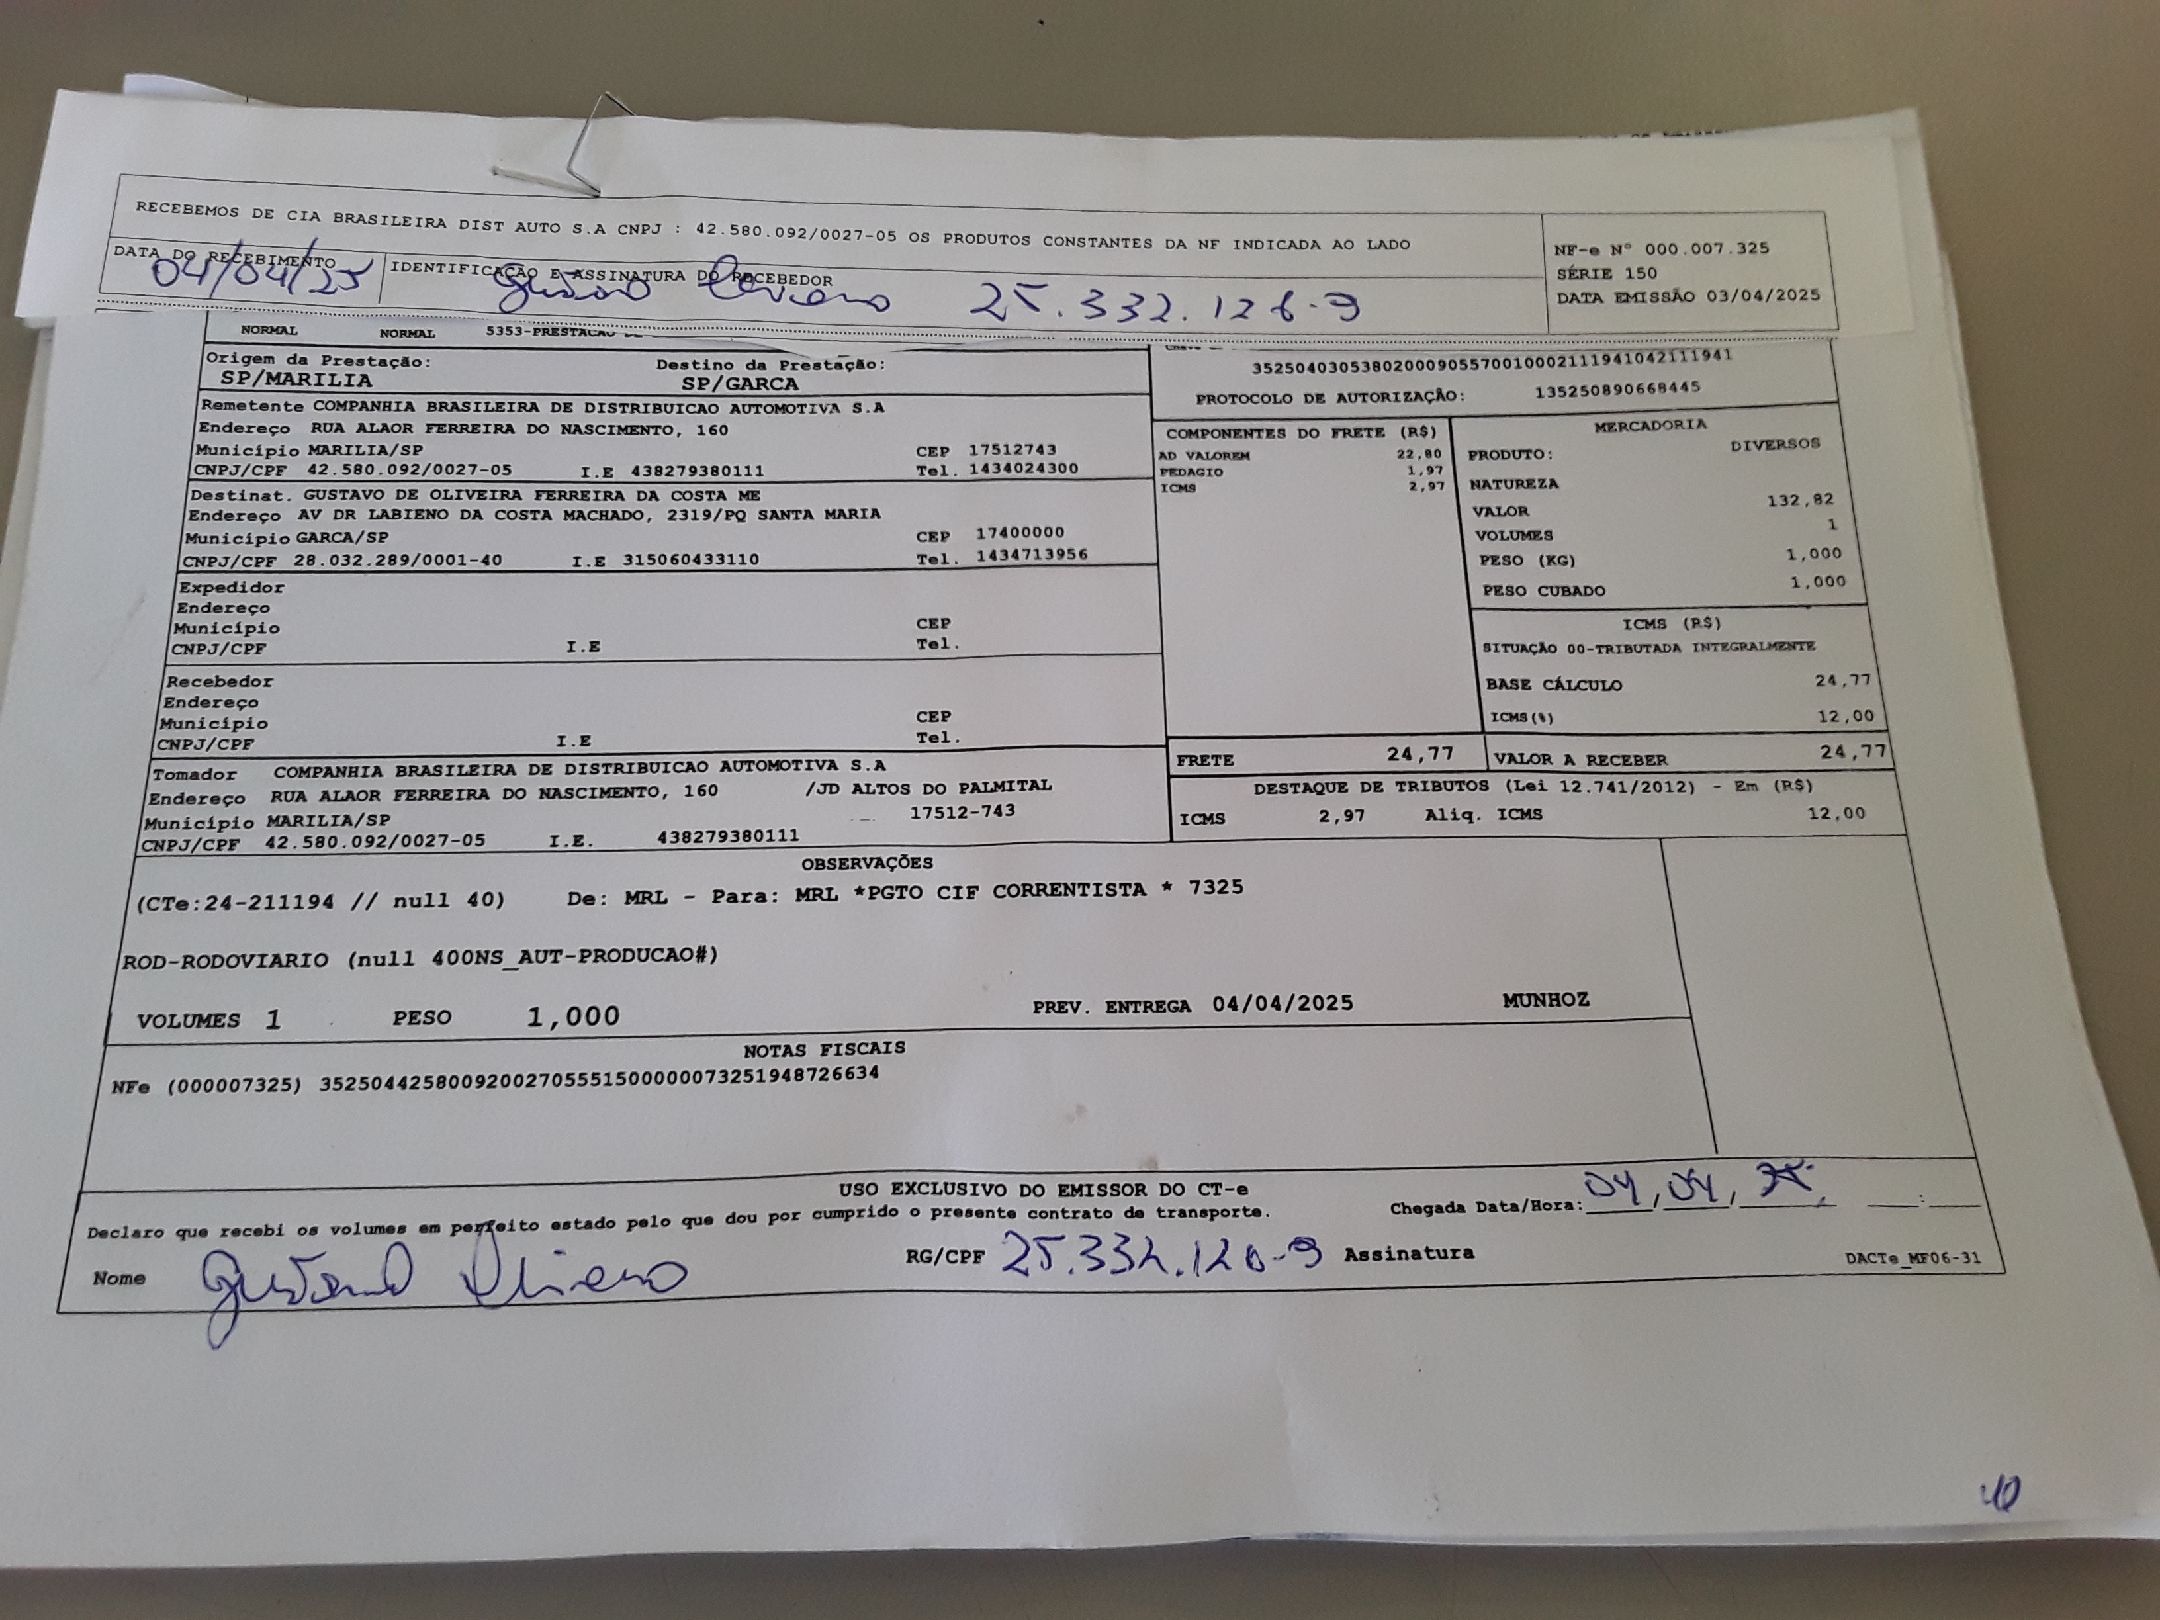 RECEBEMOS DE CIA BRASILEIRA DIST AUTO S.A CNPJ : 42.580.092/0027-05 OS PRODUTOS CONSTANTES DA NF INDICADA AO LADO
DATA DO RECEBIMENTO
04/04/25
IDENTIFICAÇÃO E ASSINATURA DO RECEBEDOR
NF-e Nº 000.007.325
SÉRIE 150
DATA EMISSÃO 03/04/2025
NORMAL NORMAL 5353-PRESTACAO DE
Origem da Prestação: Destino da Prestação:
SP/MARILIA SP/GARCA
35250403053802000905570010002111941042111941
PROTOCOLO DE AUTORIZAÇÃO: 135250890668445
Remetente COMPANHIA BRASILEIRA DE DISTRIBUICAO AUTOMOTIVA S.A
Endereço RUA ALAOR FERREIRA DO NASCIMENTO, 160
Município MARILIA/SP CEP 17512743
CNPJ/CPF 42.580.092/0027-05 I.E 438279380111 Tel. 1434024300
Destinat. GUSTAVO DE OLIVEIRA FERREIRA DA COSTA ME
Endereço AV DR LABIENO DA COSTA MACHADO, 2319/PQ SANTA MARIA
Município GARCA/SP CEP 17400000
CNPJ/CPF 28.032.289/0001-40 I.E 315060433110 Tel. 1434713956
Expedidor
Endereço
Município CEP
CNPJ/CPF I.E Tel.
Recebedor
Endereço
Município CEP
CNPJ/CPF I.E Tel.
Tomador COMPANHIA BRASILEIRA DE DISTRIBUICAO AUTOMOTIVA S.A
Endereço RUA ALAOR FERREIRA DO NASCIMENTO, 160 /JD ALTOS DO PALMITAL
Município MARILIA/SP 17512-743
CNPJ/CPF 42.580.092/0027-05 I.E. 438279380111
COMPONENTES DO FRETE (R$)
AD VALOREM 22,80
PEDAGIO 1,97
ICMS 2,97
MERCADORIA
PRODUTO: DIVERSOS
NATUREZA
VALOR 132,82
VOLUMES 1
PESO (KG) 1,000
PESO CUBADO 1,000
ICMS (R$)
SITUAÇÃO 00-TRIBUTADA INTEGRALMENTE
BASE CÁLCULO 24,77
ICMS(%) 12,00
FRETE 24,77 VALOR A RECEBER 24,77
DESTAQUE DE TRIBUTOS (Lei 12.741/2012) - Em (R$)
ICMS 2,97 Aliq. ICMS 12,00
OBSERVAÇÕES
(CTe:24-211194 // null 40) De: MRL - Para: MRL *PGTO CIF CORRENTISTA * 7325
ROD-RODOVIARIO (null 400NS_AUT-PRODUCAO#)
VOLUMES 1 PESO 1,000 PREV. ENTREGA 04/04/2025 MUNHOZ
NOTAS FISCAIS
NFe (000007325) 35250442580092002705551500000073251948726634
USO EXCLUSIVO DO EMISSOR DO CT-e
Declaro que recebi os volumes em perfeito estado pelo que dou por cumprido o presente contrato de transporte.
Chegada Data/Hora: 04/04/25 :
Nome RG/CPF Assinatura
DACTe_MF06-31
40